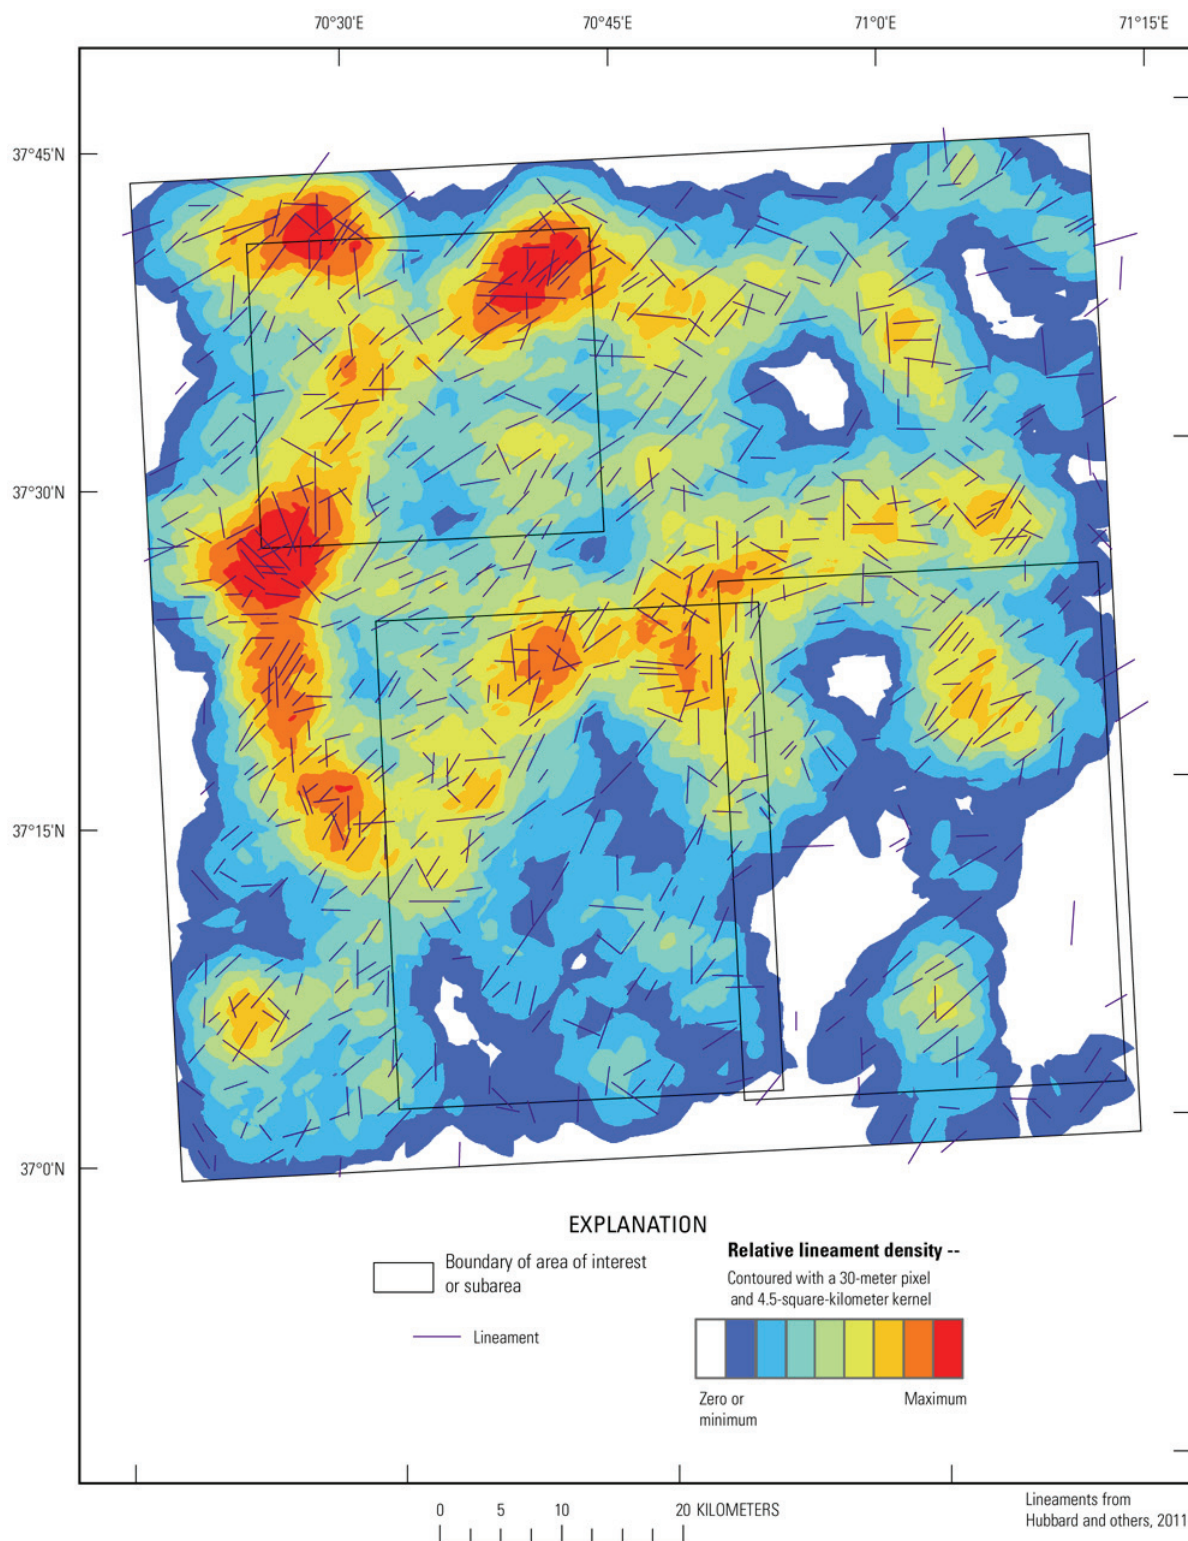 70°30'E 70°45'E 71°0'E 71°15'E
37°45'N
37°30'N
37°15'N
37°0'N
EXPLANATION
Boundary of area of interest
or subarea
Lineament
Relative lineament density --
Contoured with a 30-meter pixel
and 4.5-square-kilometer kernel
Zero or
minimum
Maximum
0 5 10 20 KILOMETERS
Lineaments from
Hubbard and others, 2011